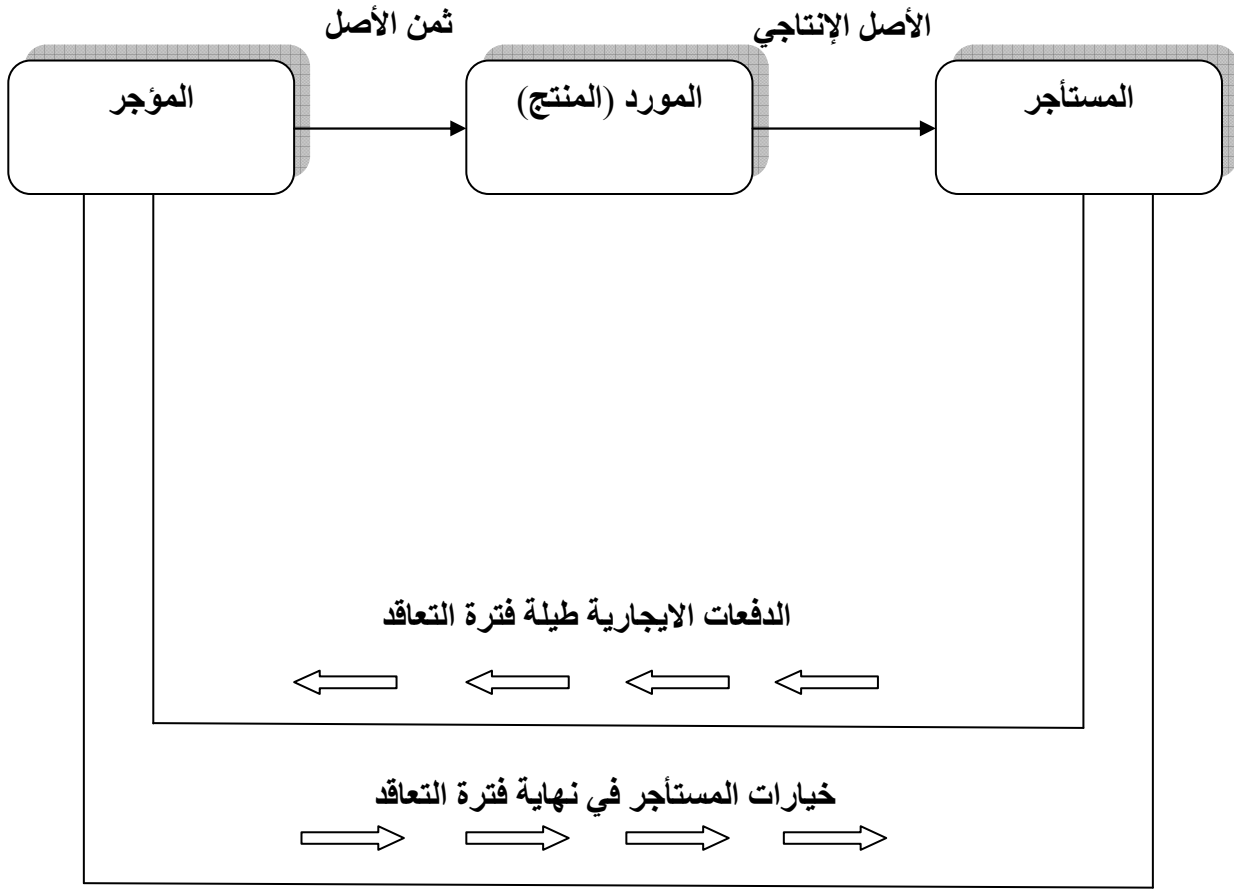 الأصل الإنتاجي
ثمن الأصل
المستأجر
المورد (المنتج)
المؤجر
الدفعات الايجارية طيلة فترة التعاقد
خيارات المستأجر في نهاية فترة التعاقد